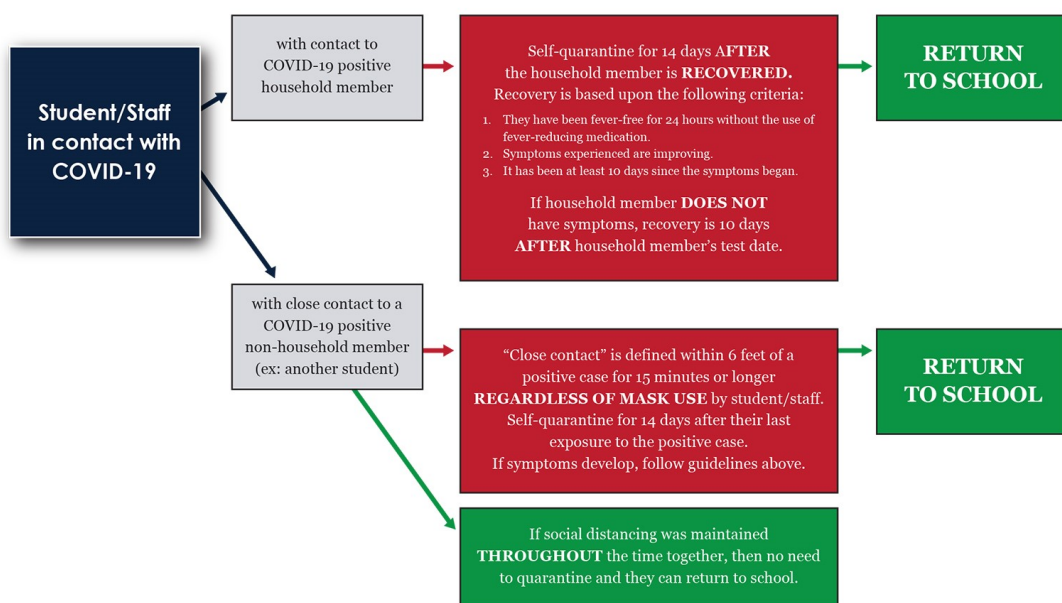 Student/Staff
in contact with
COVID-19
with contact to
COVID-19 positive
household member
Self-quarantine for 14 days AFTER
the household member is RECOVERED.
Recovery is based upon the following criteria:
1. They have been fever-free for 24 hours without the use of
fever-reducing medication.
2. Symptoms experienced are improving.
3. It has been at least 10 days since the symptoms began.
If household member DOES NOT
have symptoms, recovery is 10 days
AFTER household member's test date.
RETURN
TO SCHOOL
with close contact to a
COVID-19 positive
non-household member
(ex: another student)
“Close contact” is defined within 6 feet of a
positive case for 15 minutes or longer
REGARDLESS OF MASK USE by student/staff.
Self-quarantine for 14 days after their last
exposure to the positive case.
If symptoms develop, follow guidelines above.
RETURN
TO SCHOOL
If social distancing was maintained
THROUGHOUT the time together, then no need
to quarantine and they can return to school.